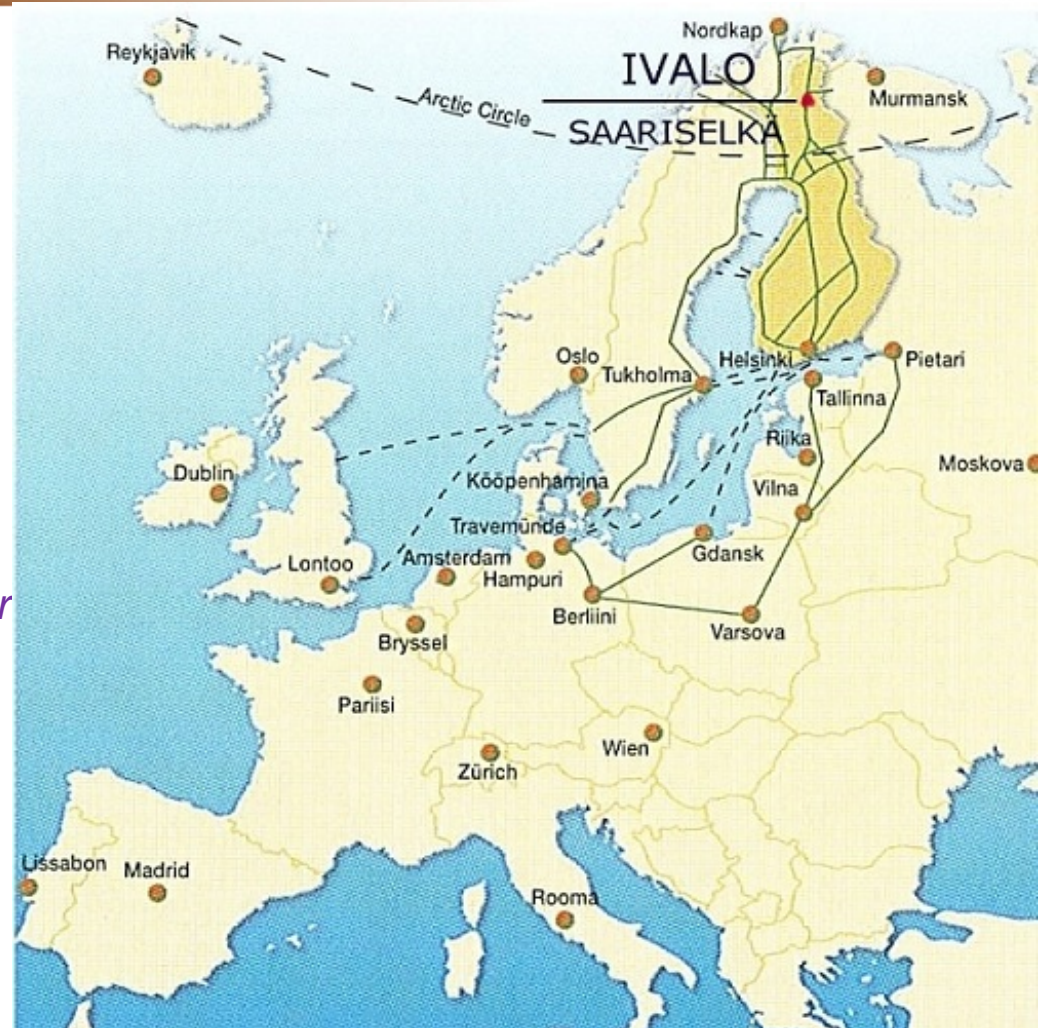 Nordkap
Reykjavik
IVALO
Murmansk
Arctic Circle
SAARISELKÄ
Oslo
Helsinki
Pietari
Tukholma
Tallinna
Riika
Dublin
Moskova
Kööpenhamina
Vilna
Travemünde
Gdansk
Amsterdam
Lontoo
Hampuri
Berliini
Varsova
Bryssel
Pariisi
Wien
Zürich
Lissabon
Madrid
Rooma